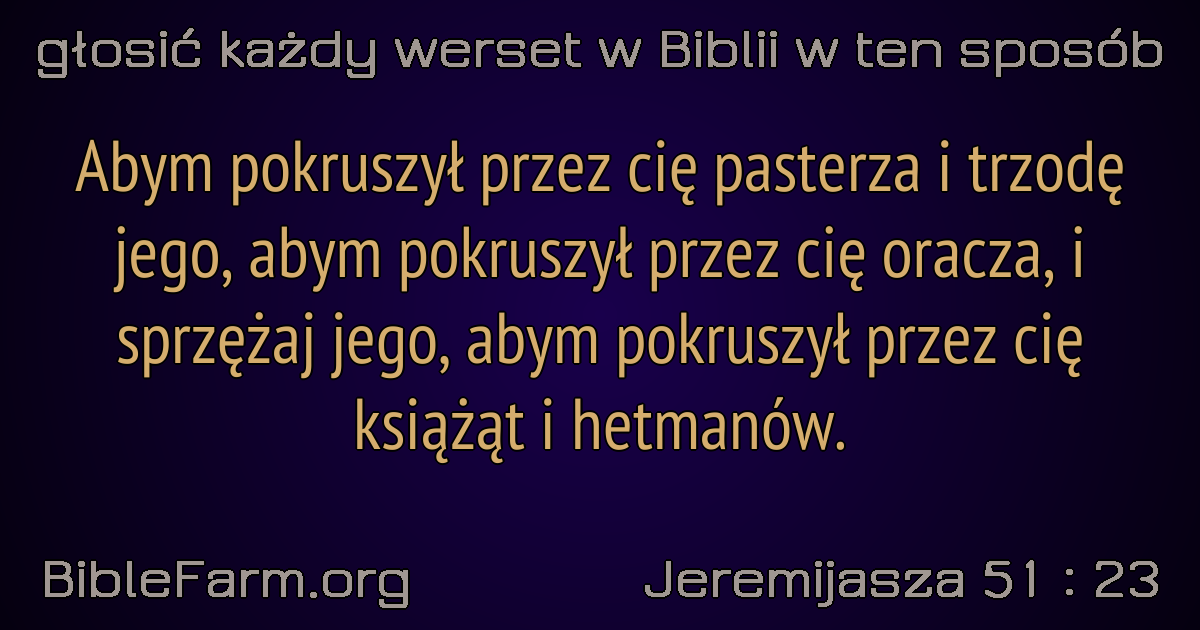 głosić każdy werset w Biblii w ten sposób
Abym pokruszył przez cię pasterza i trzodę
jego, abym pokruszył przez cię oracza, i
sprzężaj jego, abym pokruszył przez cię
książąt i hetmanów.
BibleFarm.org
Jeremijasza 51 : 23